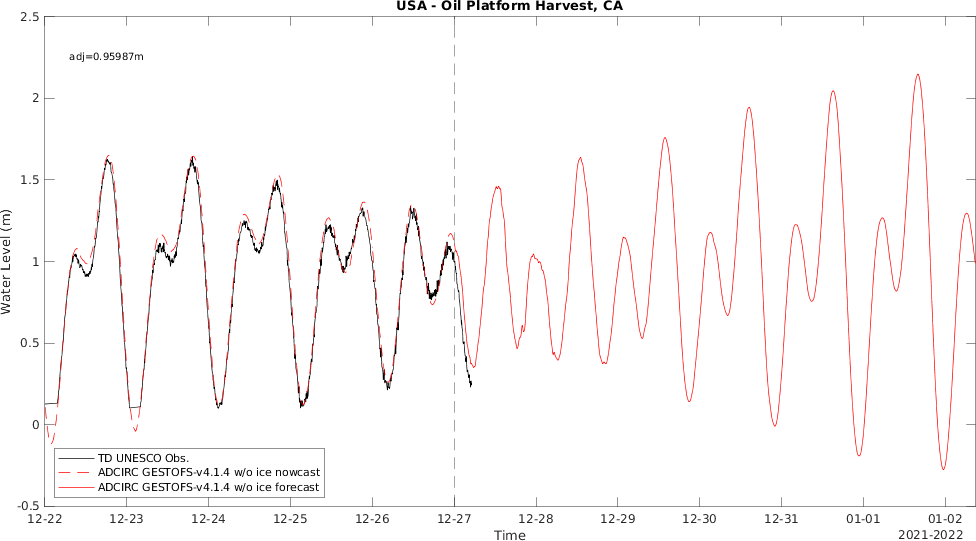 USA - Oil Platform Harvest, CA
2.5
adj=0.95987m
2
1.5
1
0.5
0
-0.5
Water Level (m)
TD UNESCO Obs.
ADCIRC GESTOFS-v4.1.4 w/o ice nowcast
ADCIRC GESTOFS-v4.1.4 w/o ice forecast
12-22 12-23 12-24 12-25 12-26 12-27 12-28 12-29 12-30 12-31 01-01 01-02
Time
2021-2022